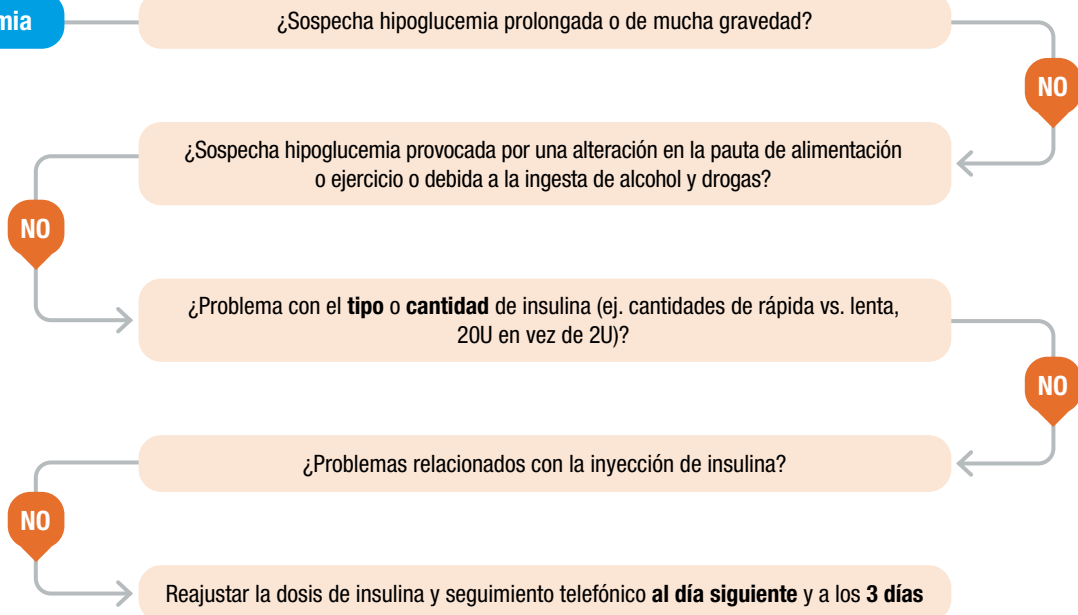 mia
¿Sospecha hipoglucemia prolongada o de mucha gravedad?
NO
¿Sospecha hipoglucemia provocada por una alteración en la pauta de alimentación
o ejercicio o debida a la ingesta de alcohol y drogas?
NO
¿Problema con el tipo o cantidad de insulina (ej. cantidades de rápida vs. lenta,
20U en vez de 2U)?
NO
¿Problemas relacionados con la inyección de insulina?
NO
Reajustar la dosis de insulina y seguimiento telefónico al día siguiente y a los 3 días